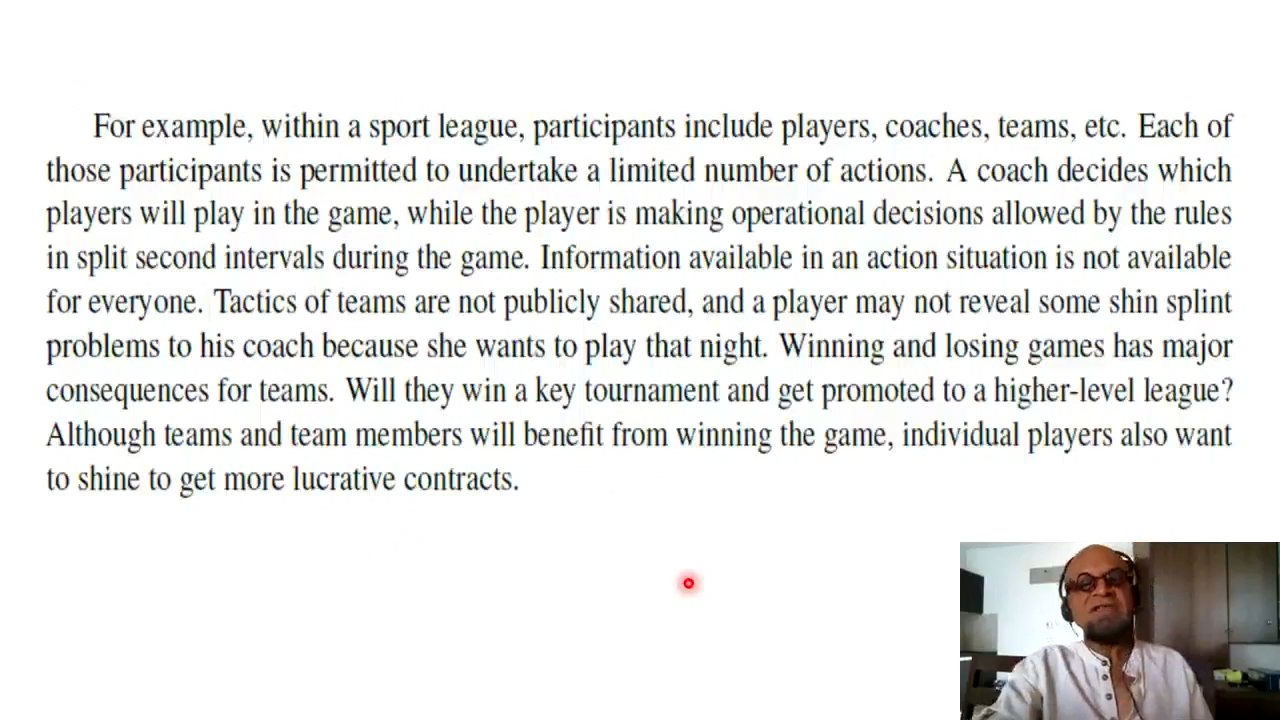 For example, within a sport league, participants include players, coaches, teams, etc. Each of
those participants is permitted to undertake a limited number of actions. A coach decides which
players will play in the game, while the player is making operational decisions allowed by the rules
in split second intervals during the game. Information available in an action situation is not available
for everyone. Tactics of teams are not publicly shared, and a player may not reveal some shin splint
problems to his coach because she wants to play that night. Winning and losing games has major
consequences for teams. Will they win a key tournament and get promoted to a higher-level league?
Although teams and team members will benefit from winning the game, individual players also want
to shine to get more lucrative contracts.